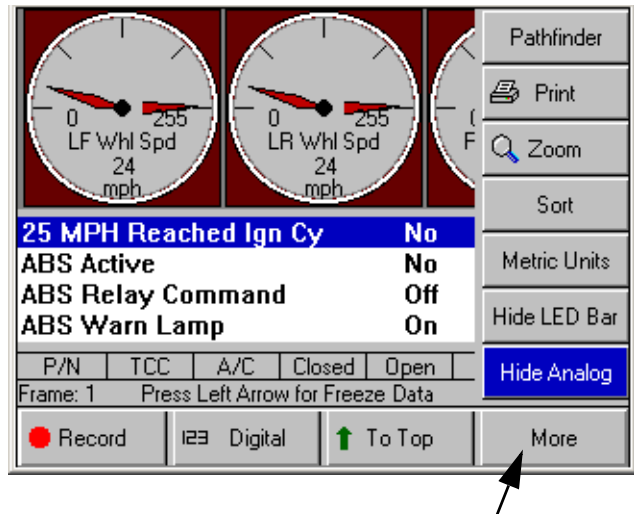 0 255
LF Whl Spd
24
mph
0 255
LR Whl Spd
24
mph
F
25 MPH Reached Ign Cy No
ABS Active No
ABS Relay Command Off
ABS Warn Lamp On
P/N TCC A/C Closed Open
Frame: 1 Press Left Arrow for Freeze Data
Record 123 Digital To Top More
Pathfinder
Print
Zoom
Sort
Metric Units
Hide LED Bar
Hide Analog